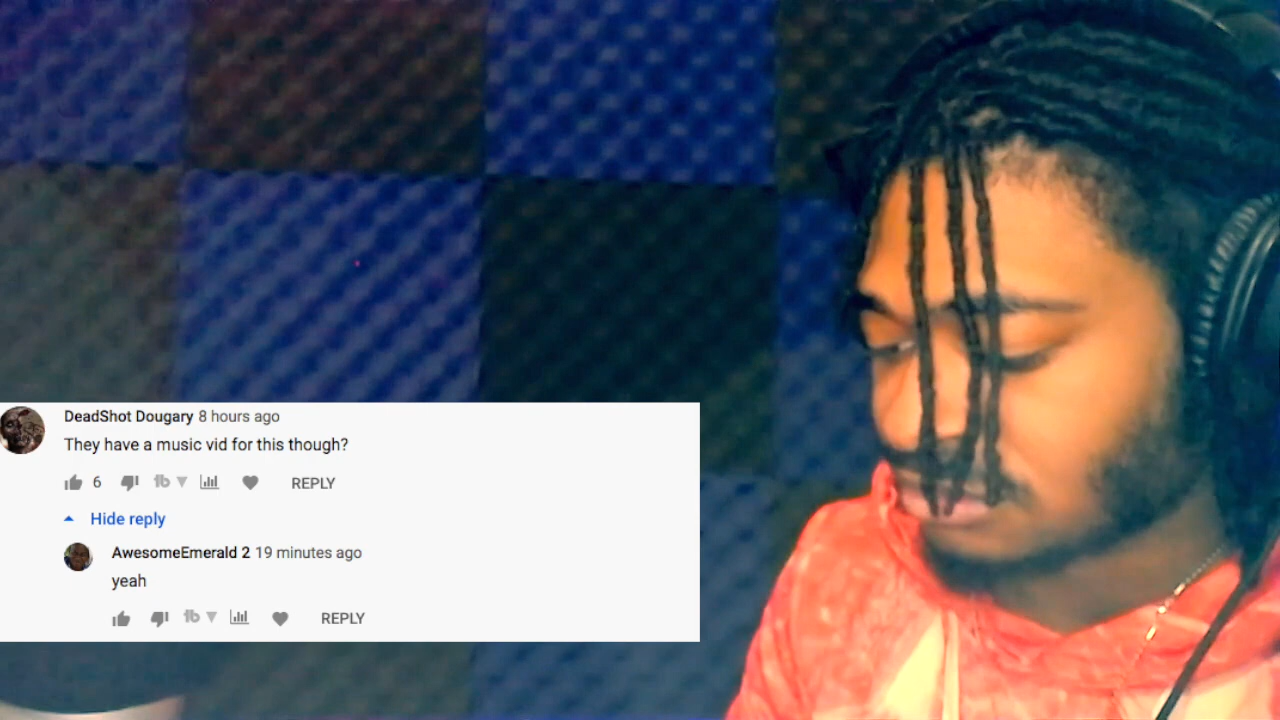 DeadShot Dougary 8 hours ago
They have a music vid for this though?
6 REPLY
Hide reply
AwesomeEmerald 2 19 minutes ago
yeah
REPLY